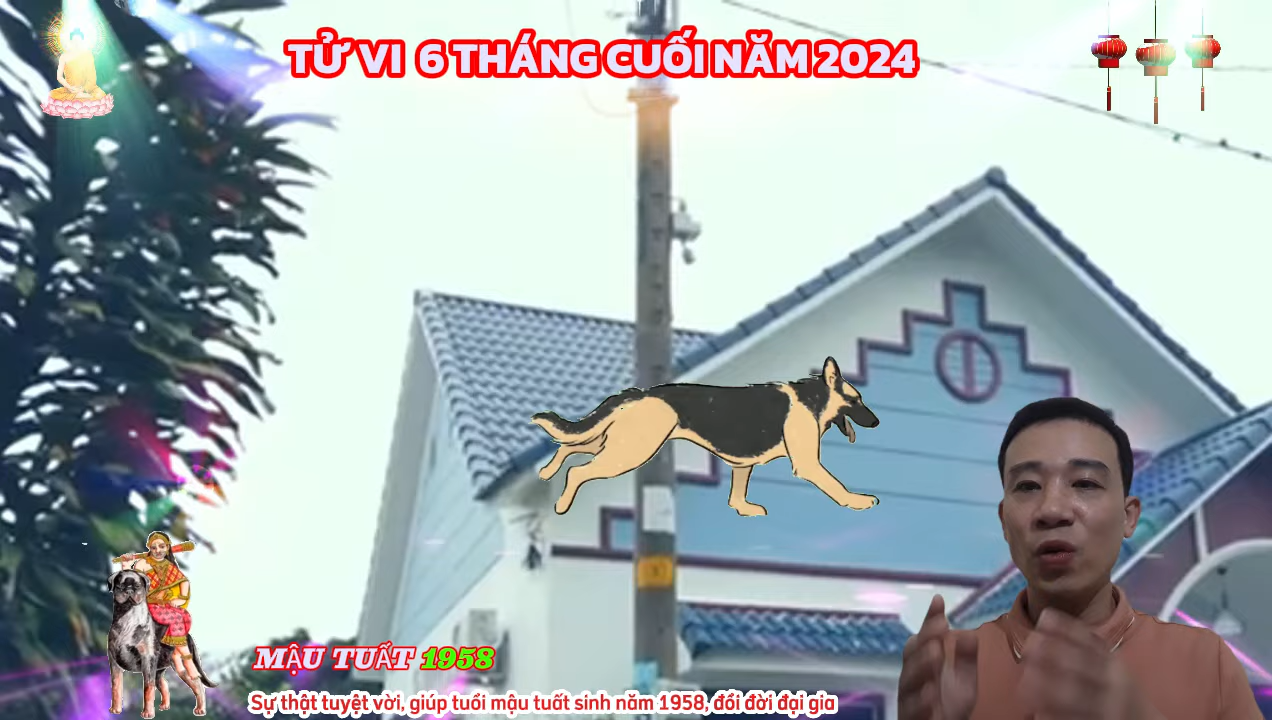 TỬ VI 6 THÁNG CUỐI NĂM 2024
MẬU TUẤT 1958
Sự thật tuyệt vời, giúp tuổi mậu tuất sinh năm 1958, đổi đời đại gia